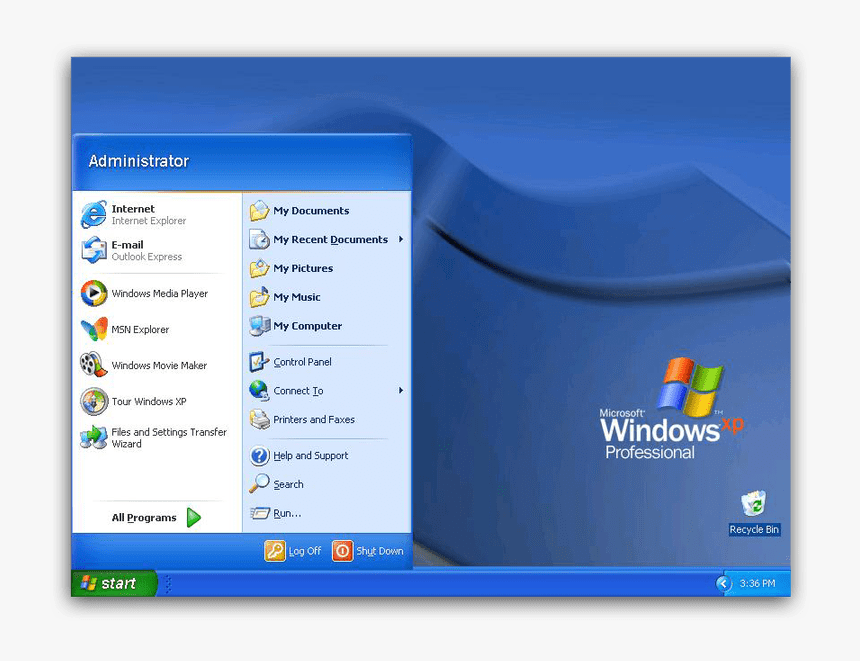 Administrator
Internet
Internet Explorer
E-mail
Outlook Express
Windows Media Player
MSN Explorer
Windows Movie Maker
Tour Windows XP
Files and Settings Transfer
Wizard
All Programs
My Documents
My Recent Documents
My Pictures
My Music
My Computer
Control Panel
Connect To
Printers and Faxes
Help and Support
Search
Run...
Log Off
Shut Down
Microsoft®
Windows xp™
Professional
Recycle Bin
start
3:36 PM